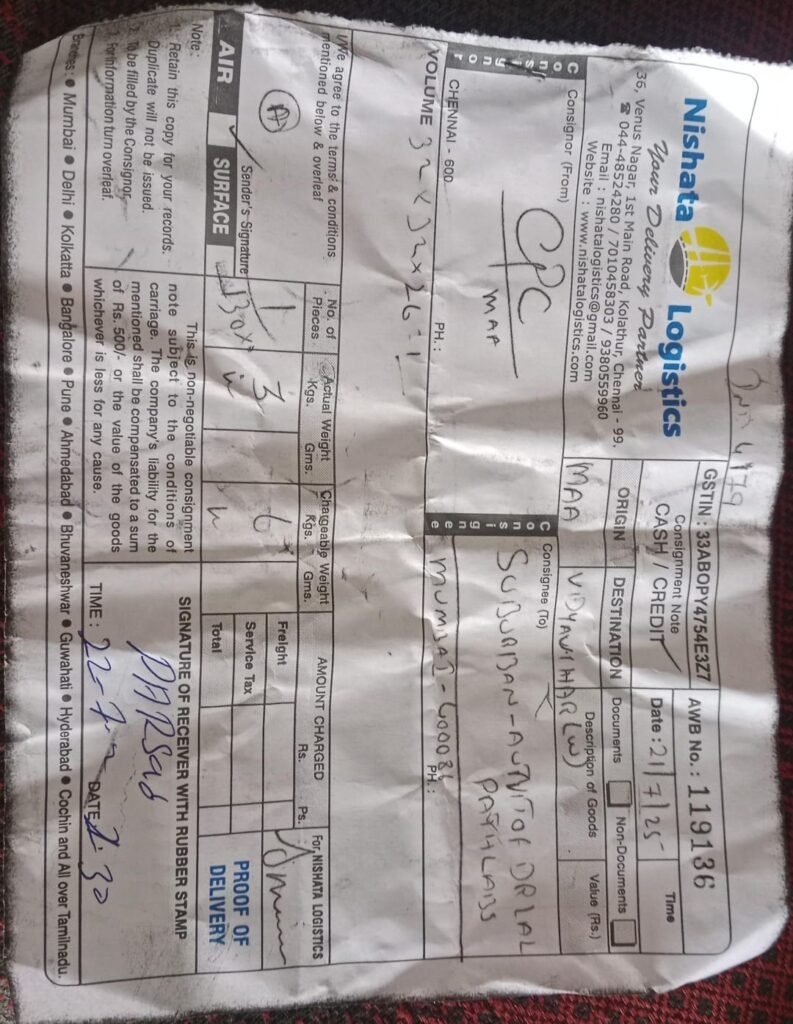 Nishata Logistics
Your Delivery Partner
36, Venus Nagar, 1st Main Road, Kolathur, Chennai - 99.
☎ 044-48524280 / 7010458303 / 9380559960
Email : nishatalogistics@gmail.com
Website : www.nishatalogistics.com
GSTIN : 33ABOPY4754E3Z7
Consignment Note
CASH / CREDIT
AWB No. : 119136
Date : 21/7/25
Time
ORIGIN
MAA
DESTINATION
VIDYAVIHAR (W)
Documents
Non-Documents
Description of Goods
Value (Rs.)
Consignor
Consignor (From)
CPC
MAA
CHENNAI - 600
PH. :
Consignee
Consignee (To)
SUBURBAN - A UNIT OF DR LAL
PATH LABS
MUMBAI - 400086
PH. :
VOLUME 32 x 32 x 26 : 1
I/We agree to the terms & conditions
mentioned below & overleaf
Sender's Signature
AIR
SURFACE
No. of
Pieces
1
Actual Weight
Kgs. Gms.
3
Chargeable Weight
Kgs. Gms.
6
AMOUNT CHARGED
Rs. Ps.
Freight
Service Tax
Total
For NISHATA LOGISTICS
PROOF OF
DELIVERY
Note :
1. Retain this copy for your records.
Duplicate will not be issued.
To be filled by the Consignor,
For information turn overleaf.
This is non-negotiable consignment
note subject to the conditions of
carriage. The company's liability for the
mentioned shall be compensated to a sum
of Rs. 500/- or the value of the goods
whichever is less for any cause.
SIGNATURE OF RECEIVER WITH RUBBER STAMP
TIME :
DATE
Branches : ● Mumbai ● Delhi ● Kolkatta ● Bangalore ● Pune ● Ahmedabad ● Bhuvaneshwar ● Guwahati ● Hyderabad ● Cochin and All over Tamilnadu.